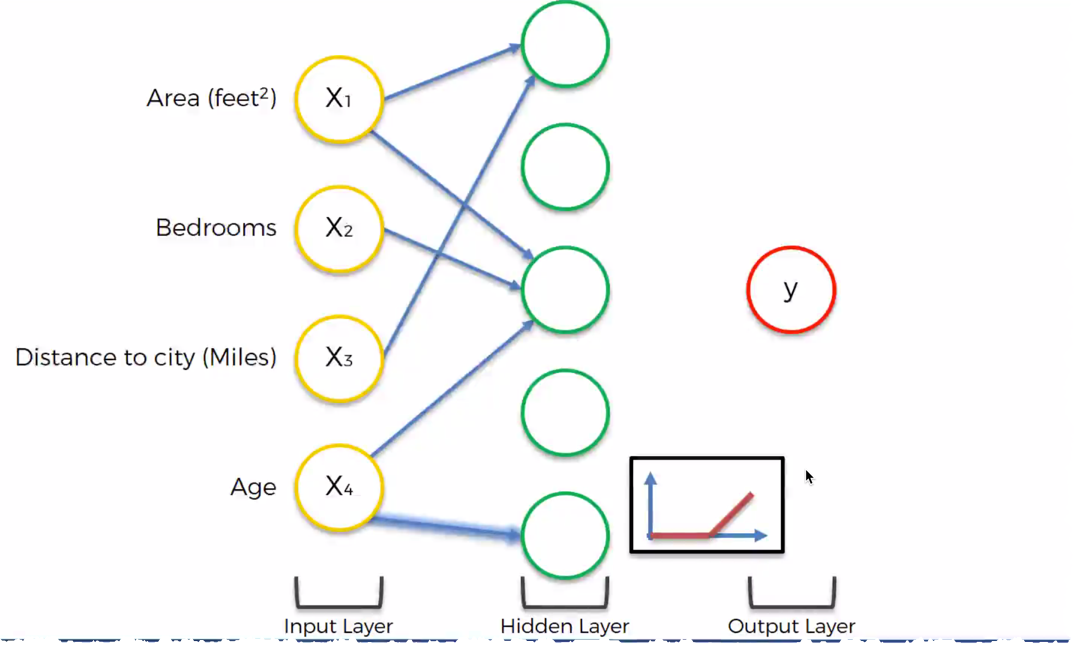 Area (feet²)
X₁
Bedrooms
X₂
y
Distance to city (Miles)
X₃
Age
X₄
Input Layer
Hidden Layer
Output Layer